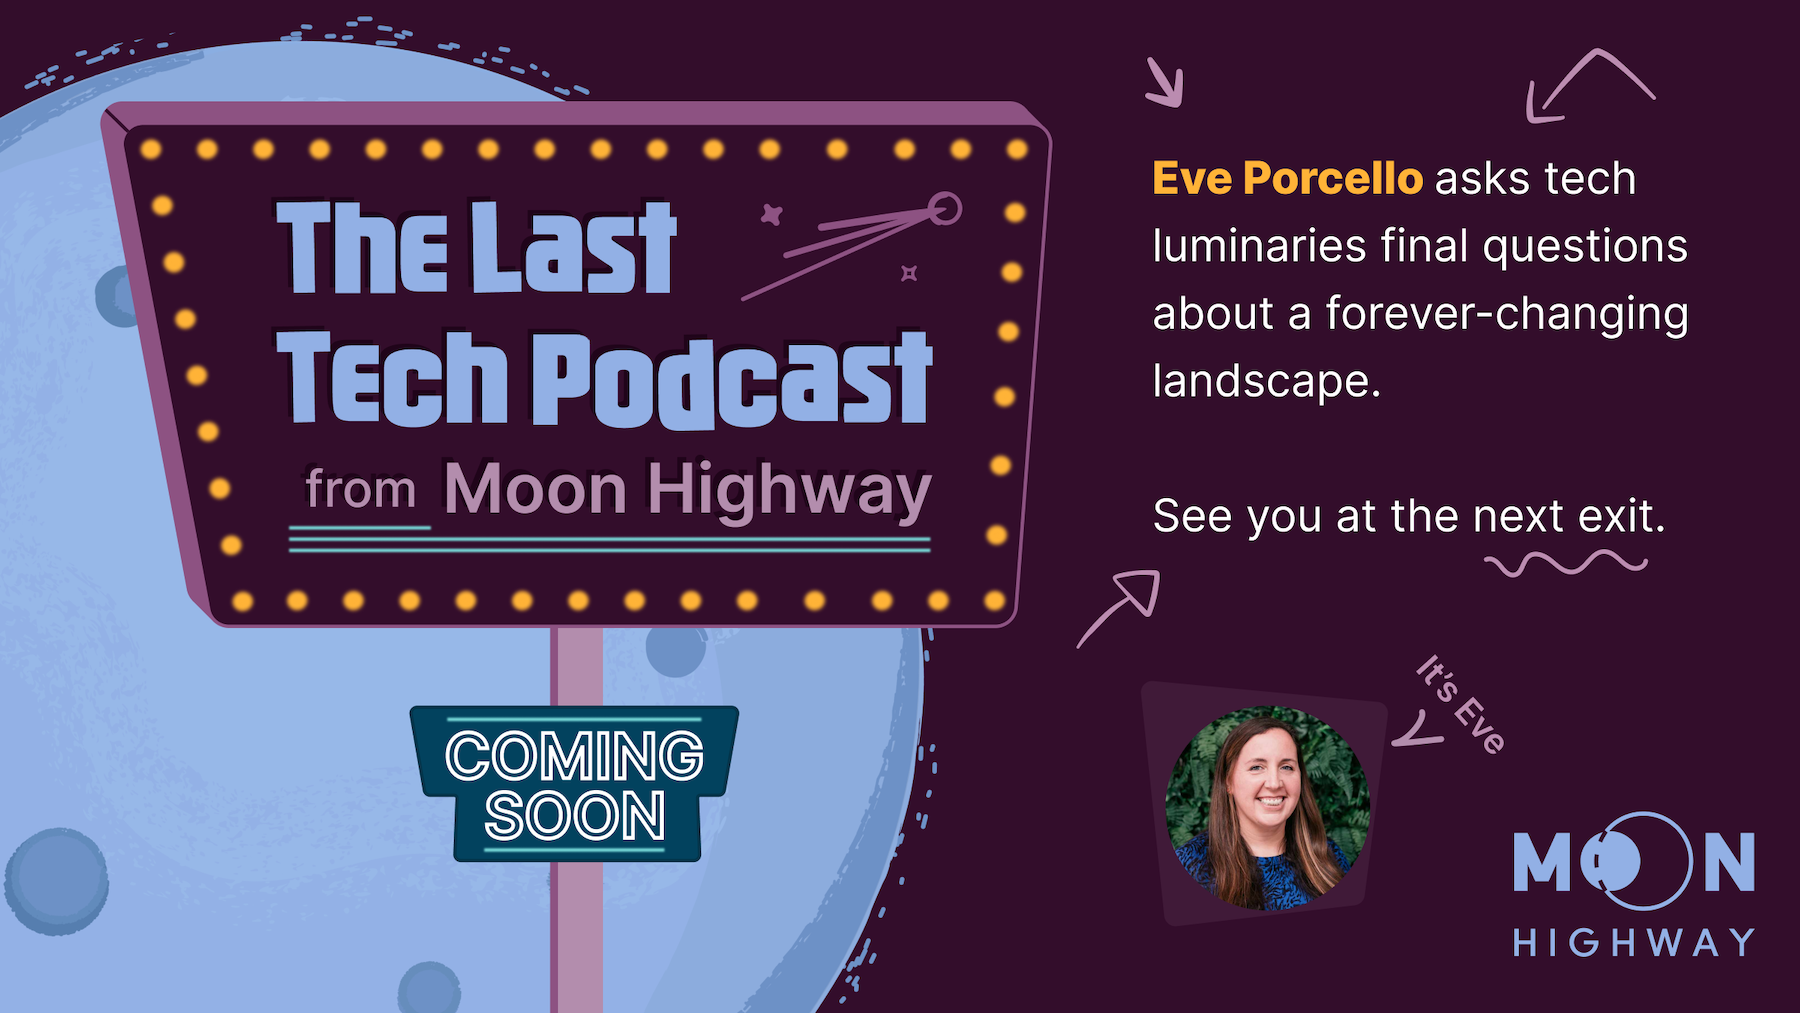 The Last
Tech Podcast
from Moon Highway
COMING
SOON
Eve Porcello asks tech
luminaries final questions
about a forever-changing
landscape.
See you at the next exit.
It's Eve
MOON
HIGHWAY